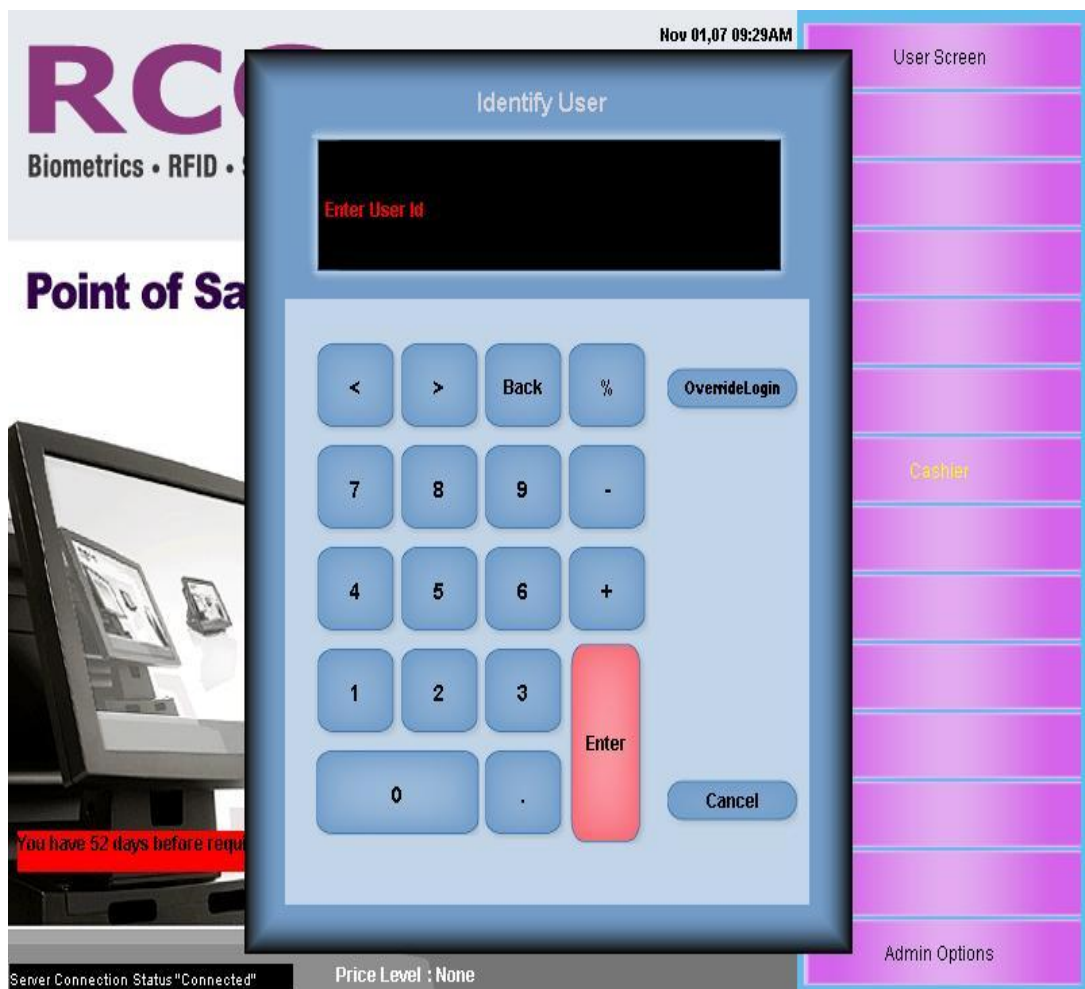 Nov 01,07 09:29AM
User Screen
RC
Identify User
Biometrics • RFID •
Enter User Id
Point of Sa
< > Back % OverrideLogin
7 8 9 -
Cashier
4 5 6 +
1 2 3
Enter
0 . Cancel
You have 52 days before requ
Admin Options
Server Connection Status "Connected"
Price Level : None